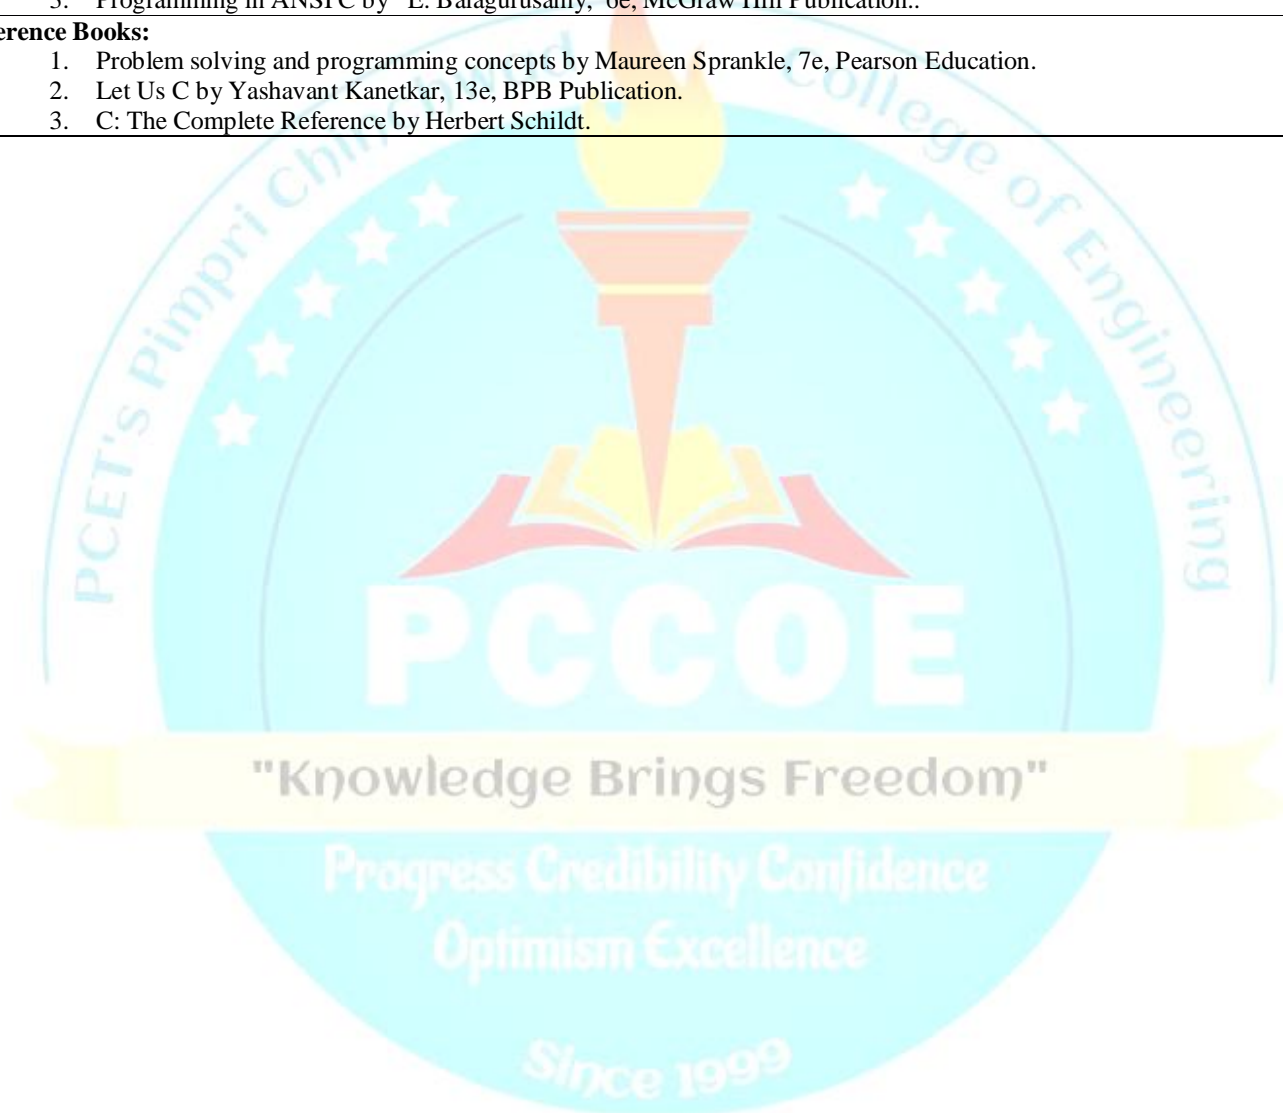 3. Programming in ANSI C by "E. Balagurusamy," 6e, McGraw Hill Publication..
erence Books:
1. Problem solving and programming concepts by Maureen Sprankle, 7e, Pearson Education.
2. Let Us C by Yashavant Kanetkar, 13e, BPB Publication.
3. C: The Complete Reference by Herbert Schildt.
PCET's Pimpri Chinchwad College of Engineering
PCCOE
"Knowledge Brings Freedom"
Progress Credibility Confidence
Optimism Excellence
Since 1999